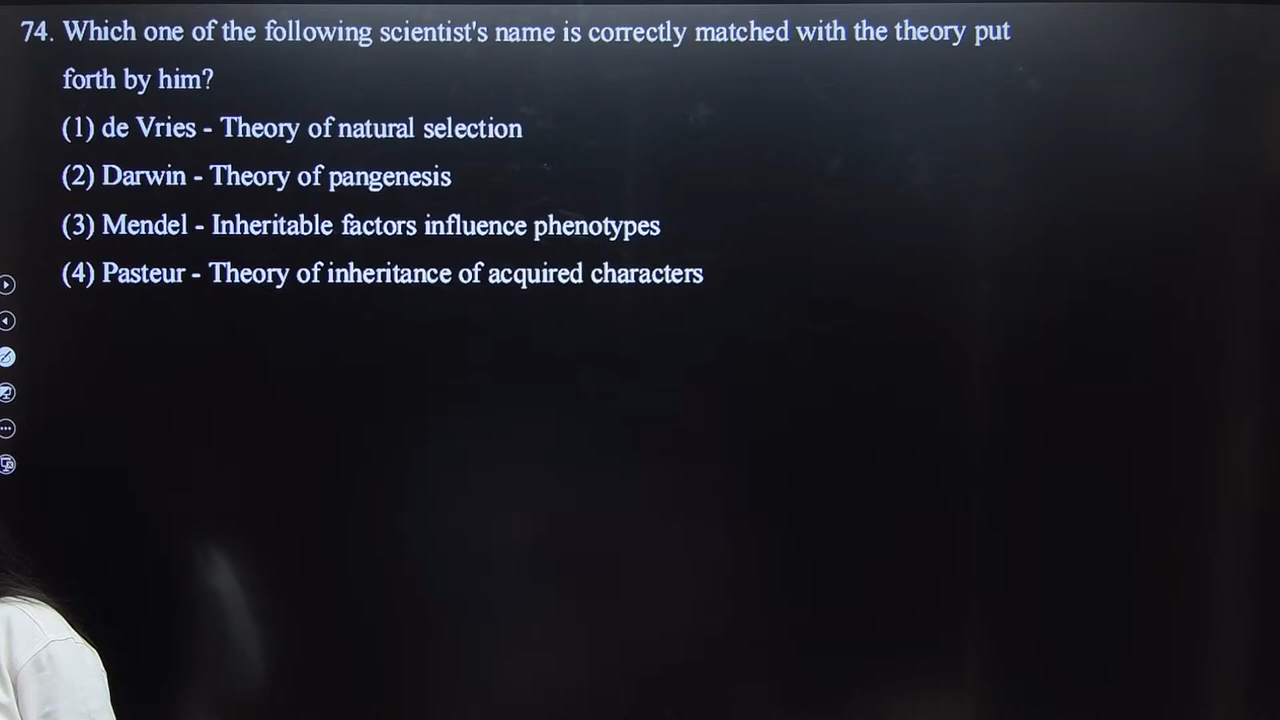 74. Which one of the following scientist's name is correctly matched with the theory put
forth by him?
(1) de Vries - Theory of natural selection
(2) Darwin - Theory of pangenesis
(3) Mendel - Inheritable factors influence phenotypes
(4) Pasteur - Theory of inheritance of acquired characters